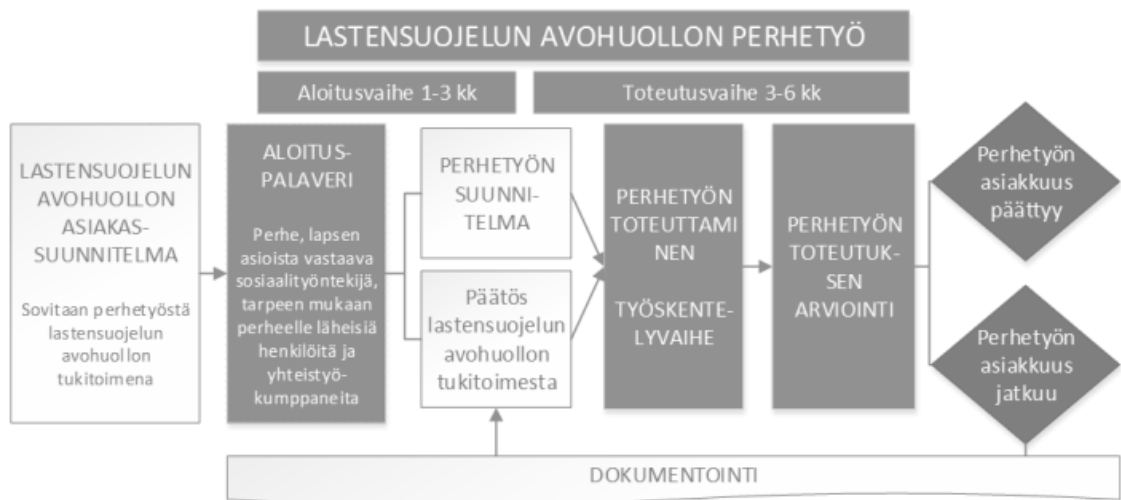 LASTENSUOJELUN AVOHUOLLON PERHETYÖ
Aloitusvaihe 1-3 kk
Toteutusvaihe 3-6 kk
LASTENSUOJELUN
AVOHUOLLON
ASIAKAS-
SUUNNITELMA
Sovitaan perhetyöstä
lastensuojelun
avohuollon
tukitoimena
ALOITUS-
PALAVERI
Perhe, lapsen
asioista vastaava
sosiaalityöntekijä,
tarpeen mukaan
perheelle läheisiä
henkilöitä ja
yhteistyö-
kumppaneita
PERHETYÖN
SUUNNI-
TELMA
Päätös
lastensuojelun
avohuollon
tukitoimesta
PERHETYÖN
TOTEUTTAMI
NEN
TYÖSKENTE-
LYVAIHE
PERHETYÖN
TOTEUTUK-
SEN
ARVIOINTI
Perhetyön
asiakkuus
päättyy
Perhetyön
asiakkuus
jatkuu
DOKUMENTOINTI